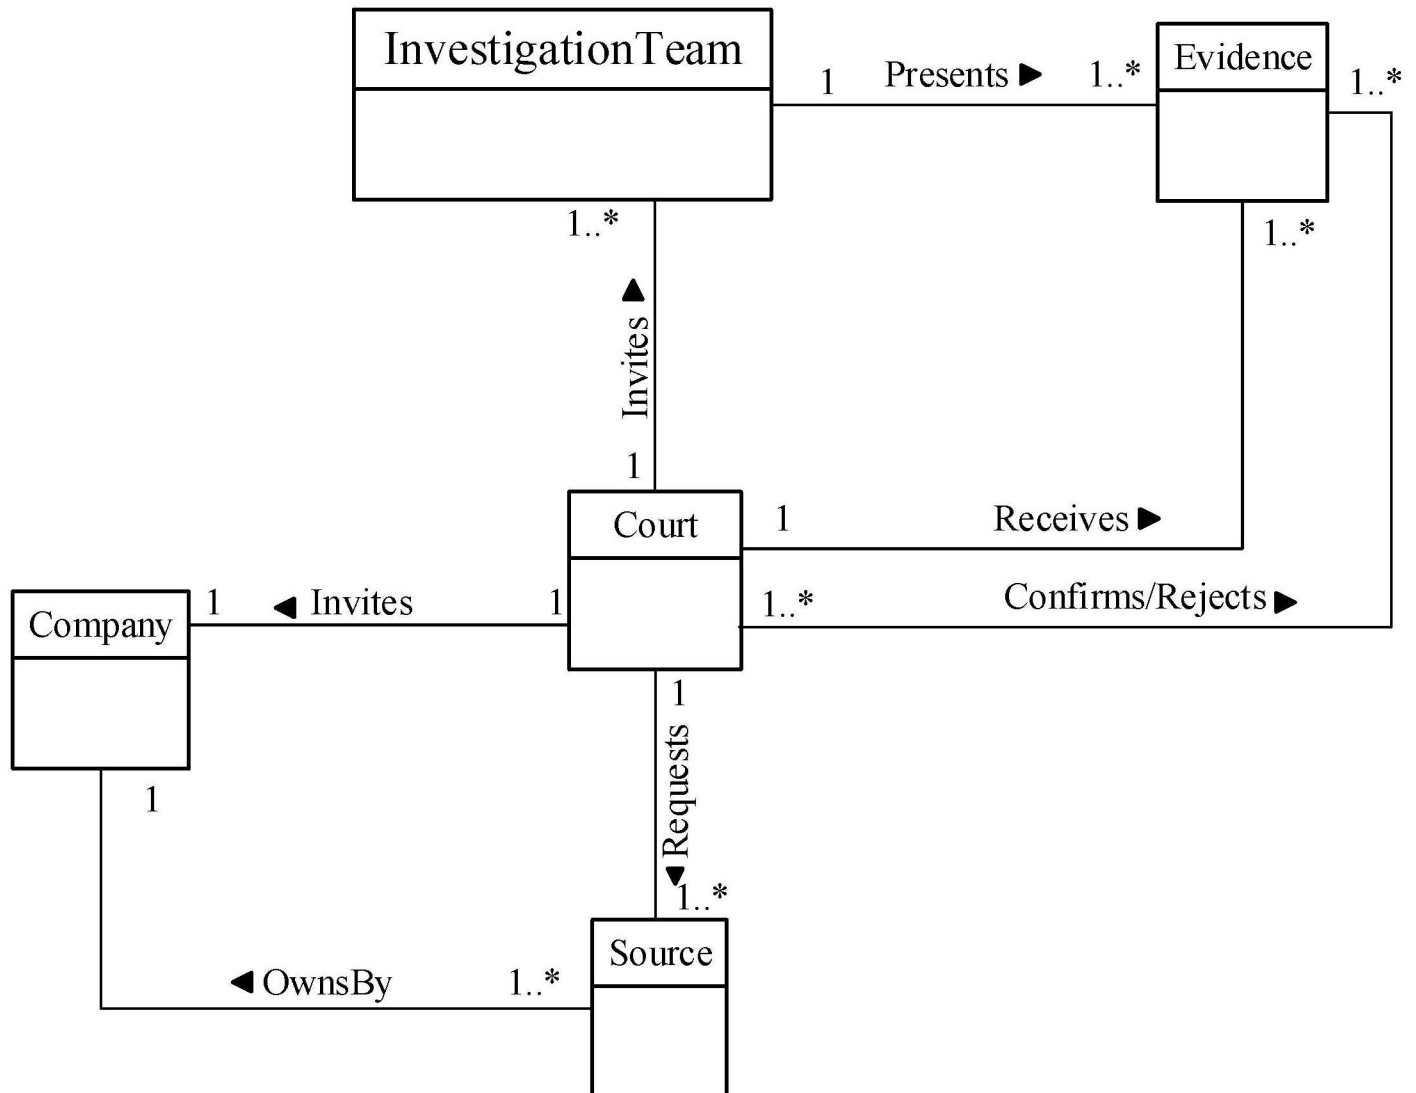 InvestigationTeam
1
Presents ▶
1..*
Evidence
1..*
1..*
1..*
Invites ▶
1
Court
1
Receives ▶
1..*
Confirms/Rejects ▶
1
◀ Invites
1
Company
1
1
Requests ▶
1..*
Source
◀ OwnsBy
1..*